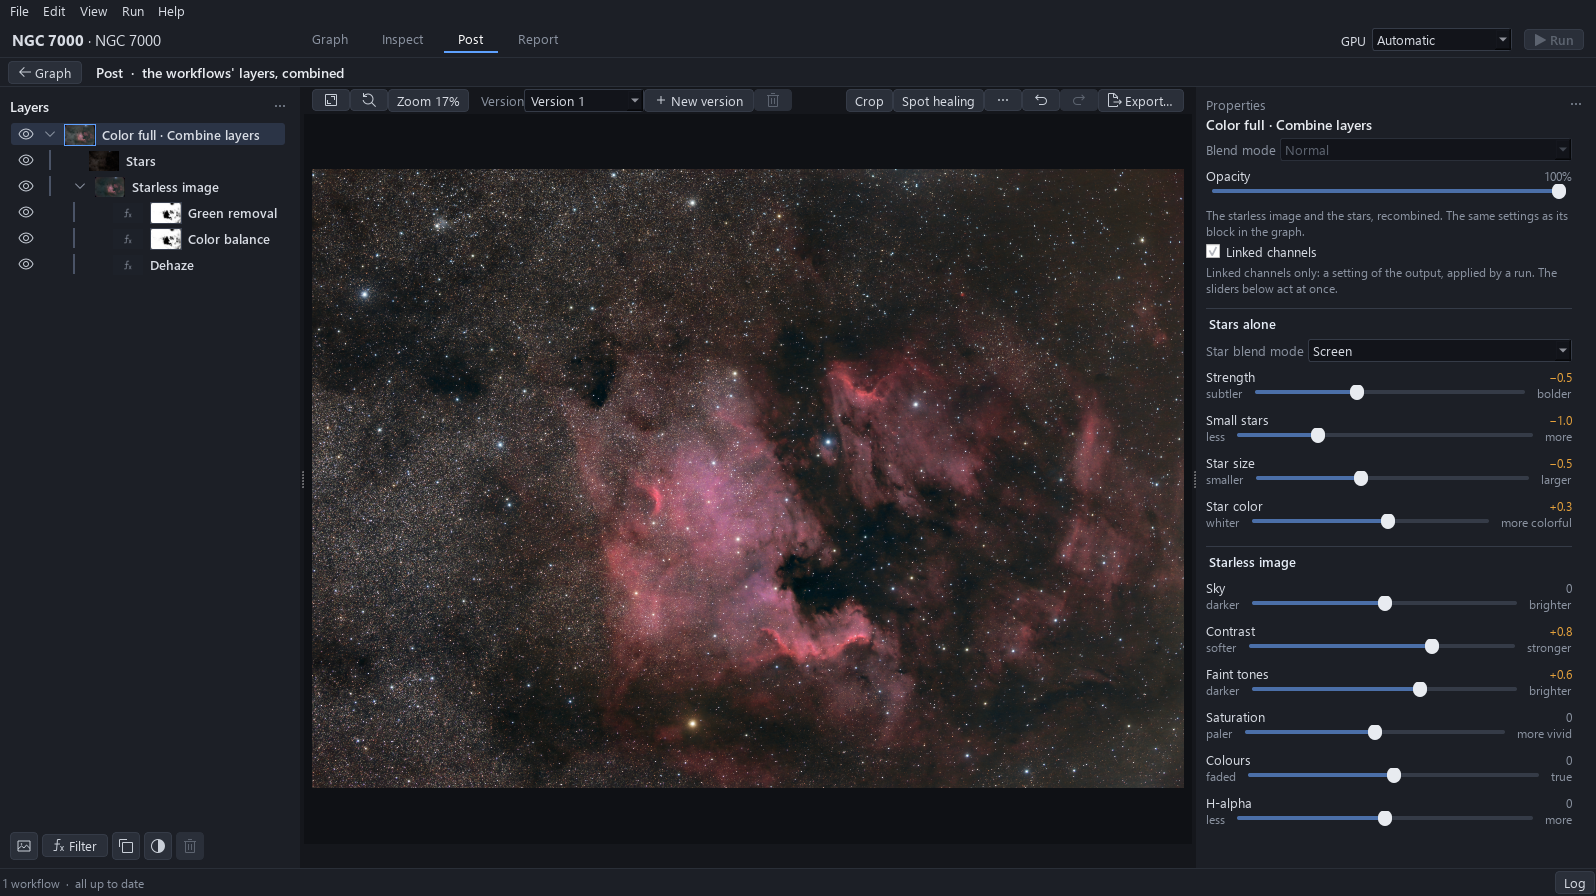 File Edit View Run Help
NGC 7000 · NGC 7000
Graph Inspect Post Report
GPU Automatic Run
Graph Post · the workflows' layers, combined
Layers
Color full · Combine layers
Stars
Starless image
fx Green removal
fx Color balance
fx Dehaze
fx Filter
Zoom 17% Version Version 1 + New version
Crop Spot healing ··· Export...
Properties
Color full · Combine layers
Blend mode Normal
Opacity 100%
The starless image and the stars, recombined. The same settings as its
block in the graph.
Linked channels
Linked channels only: a setting of the output, applied by a run. The
sliders below act at once.
Stars alone
Star blend mode Screen
Strength −0.5
subtler bolder
Small stars −1.0
less more
Star size −0.5
smaller larger
Star color +0.3
whiter more colorful
Starless image
Sky 0
darker brighter
Contrast +0.8
softer stronger
Faint tones +0.6
darker brighter
Saturation 0
paler more vivid
Colours 0
faded true
H-alpha 0
less more
1 workflow · all up to date
Log